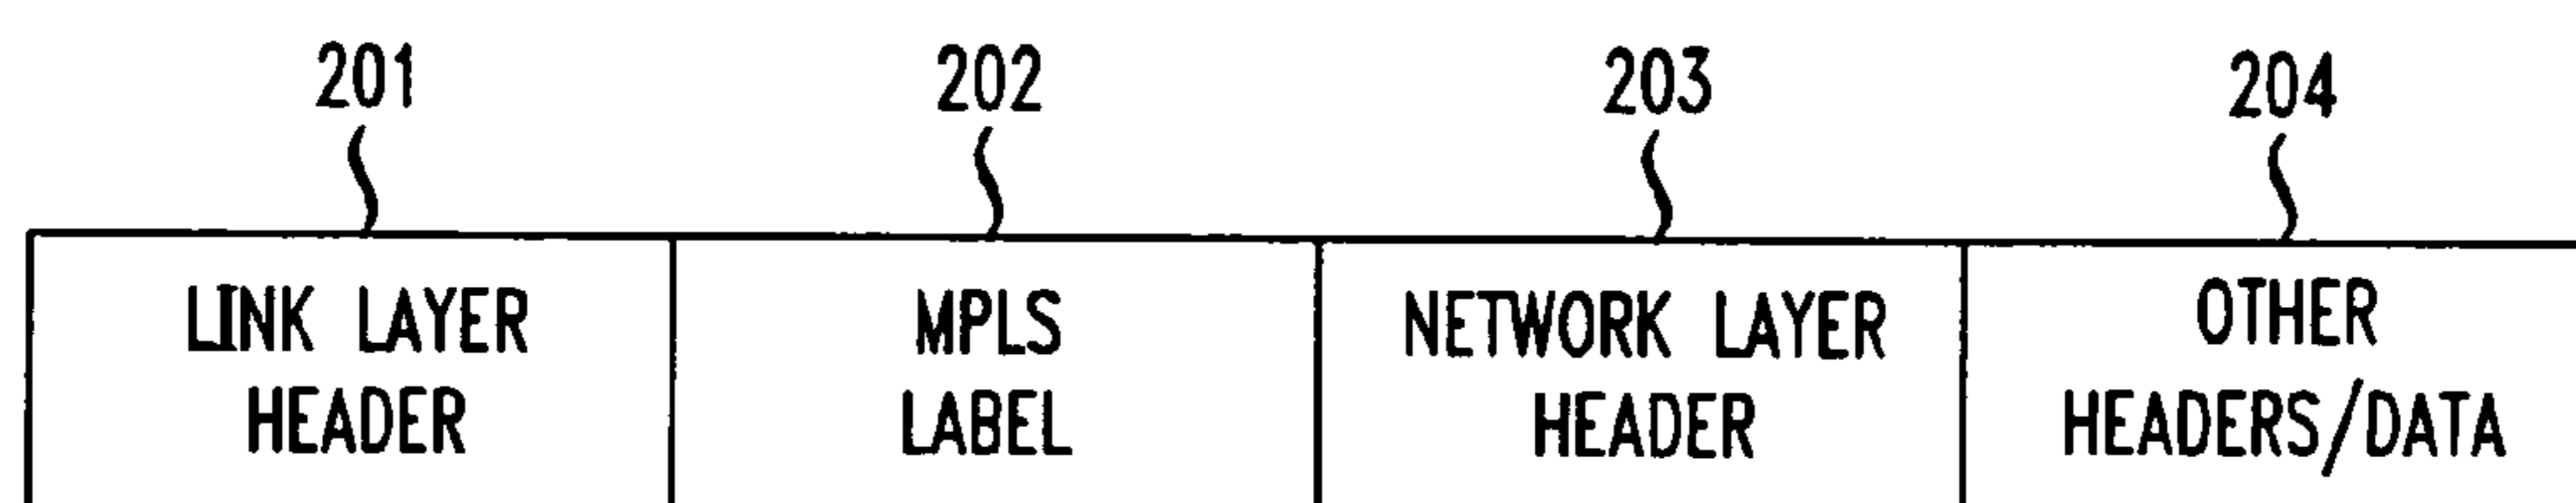 201 202 203 204
LINK LAYER MPLS NETWORK LAYER OTHER
HEADER LABEL HEADER HEADERS/DATA